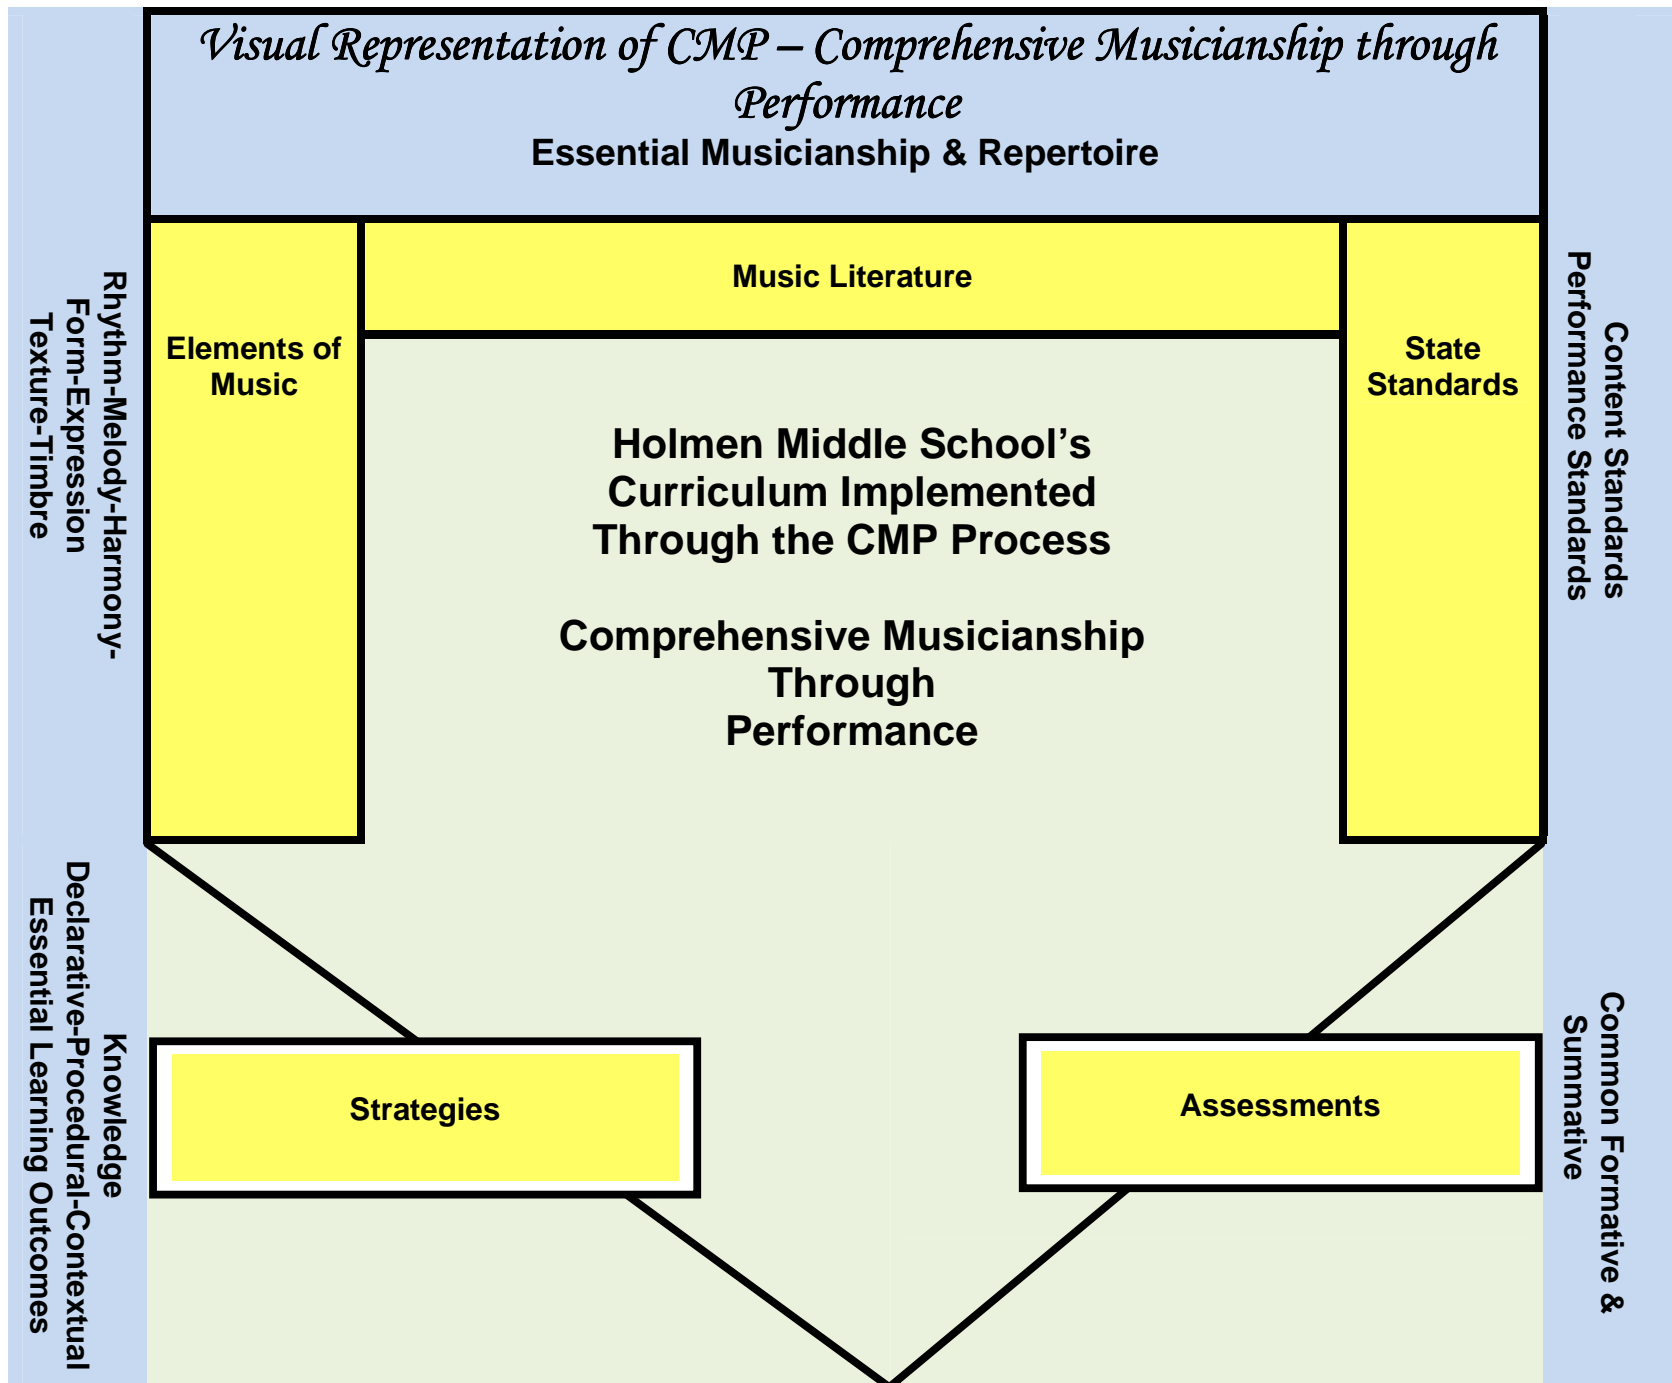 Visual Representation of CMP – Comprehensive Musicianship through
Performance
Essential Musicianship & Repertoire
Rhythm-Melody-Harmony-
Form-Expression
Texture-Timbre
Elements of
Music
Music Literature
State
Standards
Content Standards
Performance Standards
Holmen Middle School’s
Curriculum Implemented
Through the CMP Process
Comprehensive Musicianship
Through
Performance
Knowledge
Declarative-Procedural-Contextual
Essential Learning Outcomes
Strategies
Assessments
Common Formative &
Summative